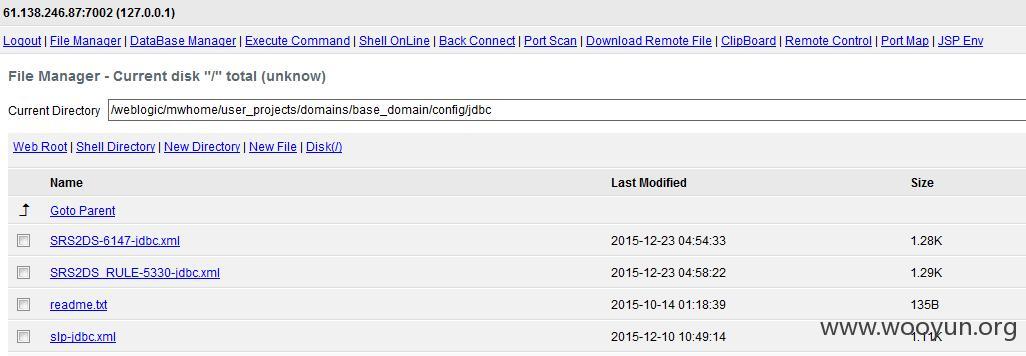 61.138.246.87:7002 (127.0.0.1)
Logout | File Manager | DataBase Manager | Execute Command | Shell OnLine | Back Connect | Port Scan | Download Remote File | ClipBoard | Remote Control | Port Map | JSP Env
File Manager - Current disk "/" total (unknow)
Current Directory /weblogic/mwhome/user_projects/domains/base_domain/config/jdbc
Web Root | Shell Directory | New Directory | New File | Disk(/)
Name Last Modified Size
Goto Parent
SRS2DS-6147-jdbc.xml 2015-12-23 04:54:33 1.28K
SRS2DS_RULE-5330-jdbc.xml 2015-12-23 04:58:22 1.29K
readme.txt 2015-10-14 01:18:39 135B
slp-jdbc.xml 2015-12-10 10:49:14 1.11K
www.wooyun.org